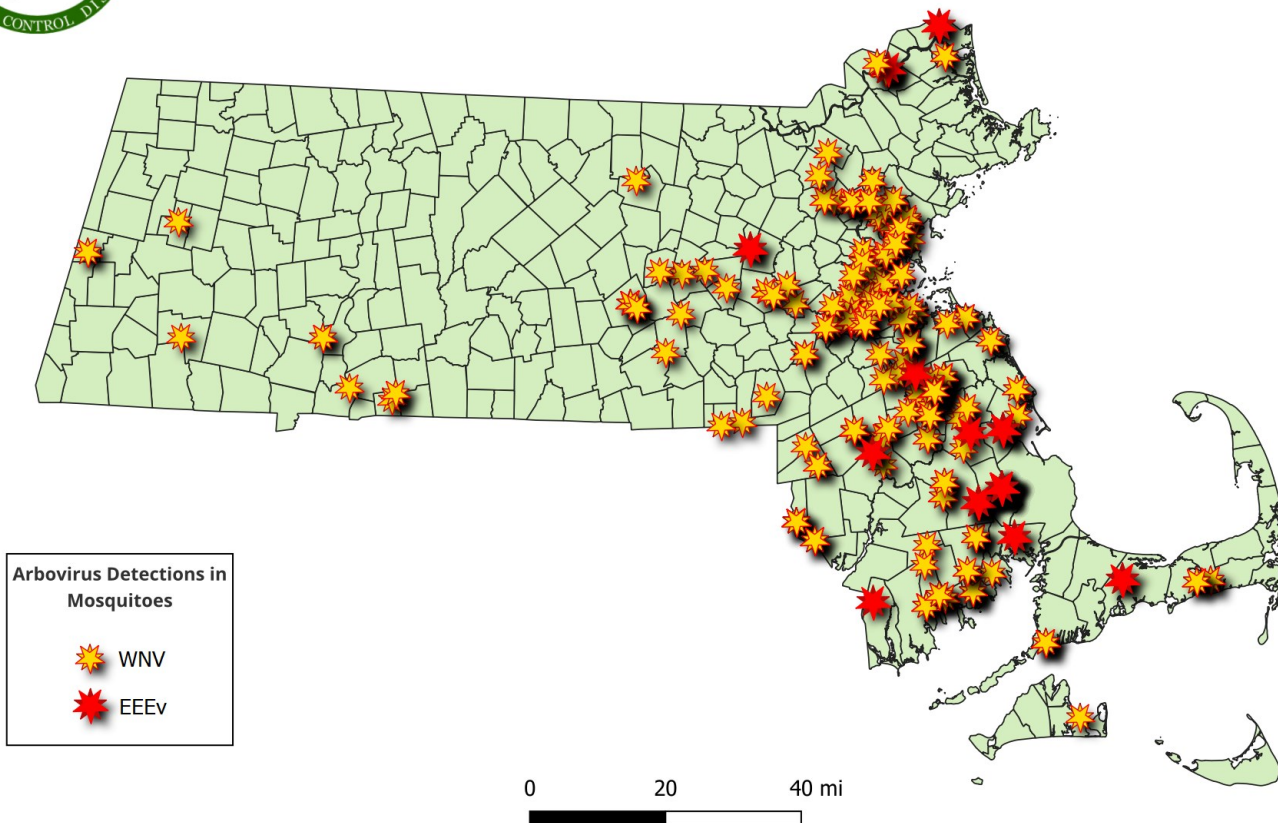 CONTROL
Arbovirus Detections in
Mosquitoes
WNV
EEEv
0 20 40 mi